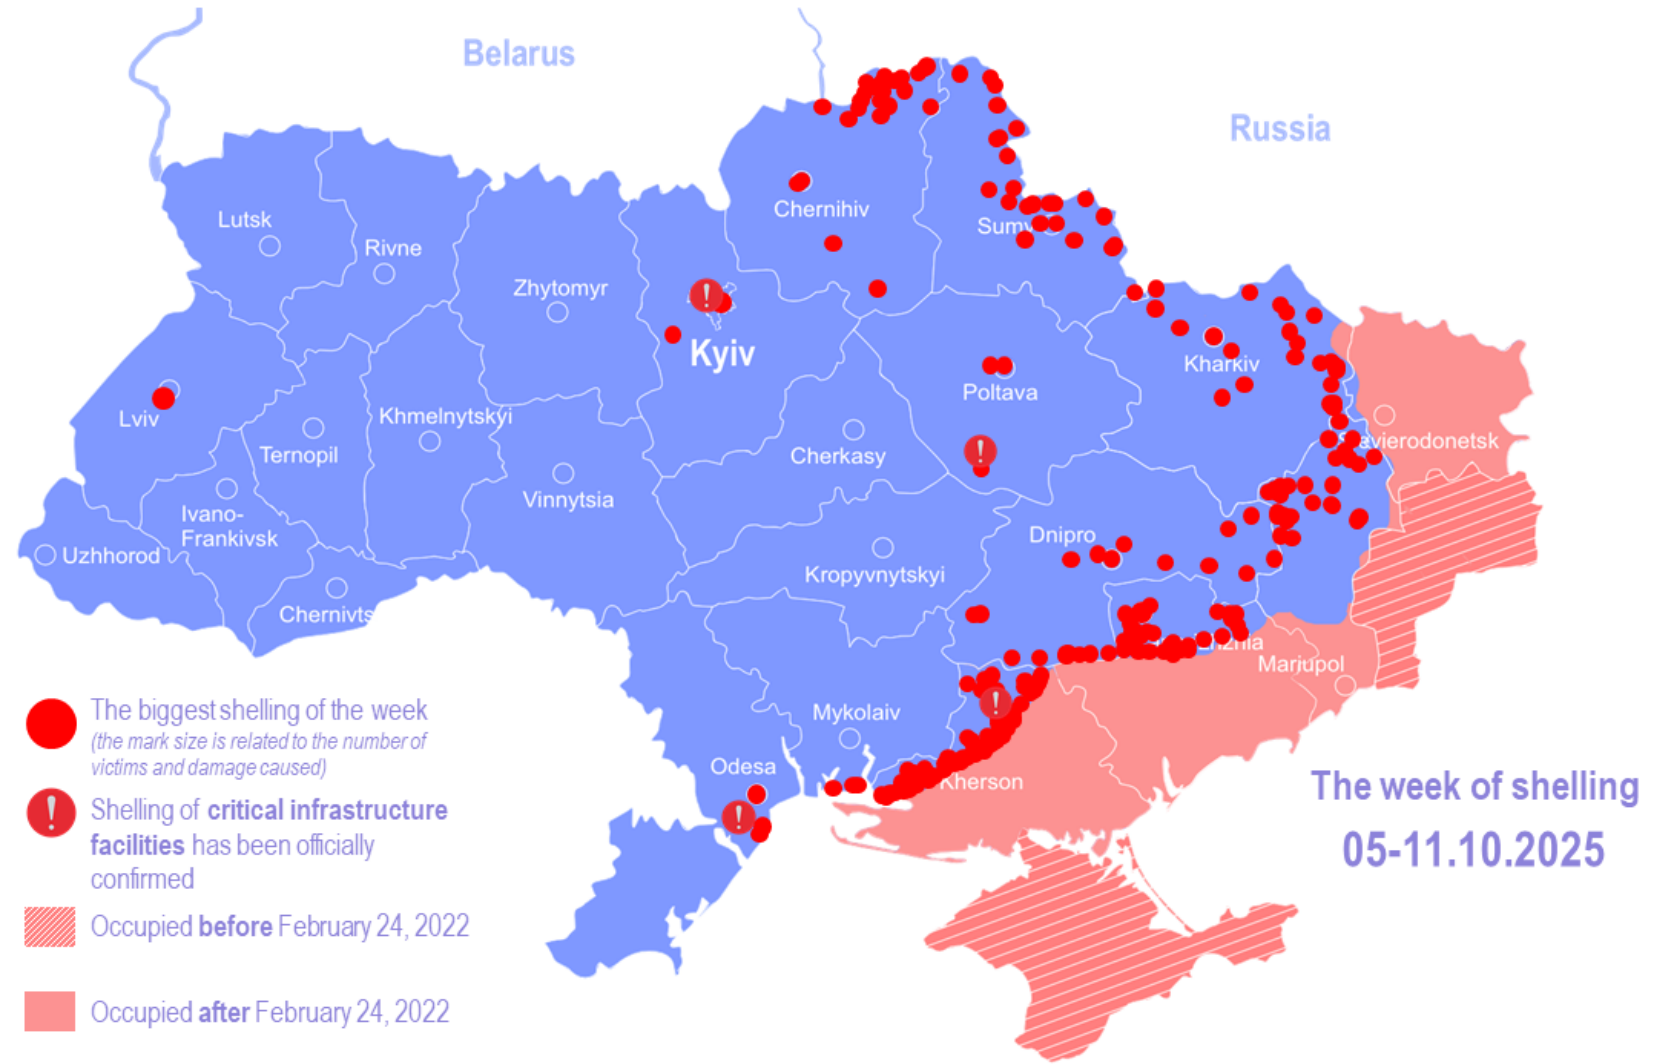 Belarus
Russia
Lutsk
Rivne
Chernihiv
Zhytomyr
Kyiv
Kharkiv
Poltava
Lviv
Khmelnytskyi
Ternopil
Cherkasy
Vinnytsia
Ivano-
Frankivsk
Uzhhorod
Dnipro
Kropyvnytskyi
Chernivts
Mariupol
Mykolaiv
Odesa
Kherson
The biggest shelling of the week
(the mark size is related to the number of
victims and damage caused)
Shelling of critical infrastructure
facilities has been officially
confirmed
Occupied before February 24, 2022
Occupied after February 24, 2022
The week of shelling
05-11.10.2025